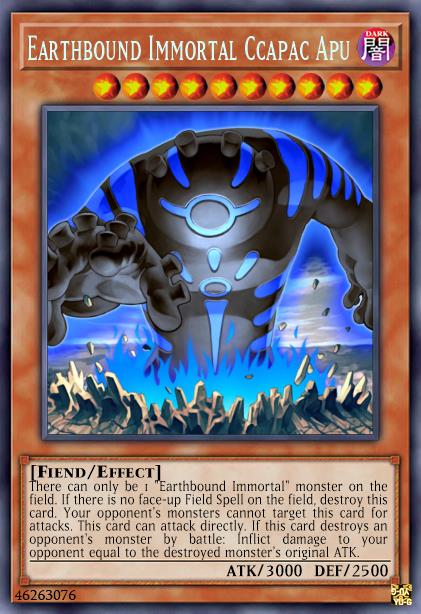 Earthbound Immortal Ccapac Apu
DARK
闇
[Fiend/Effect]
There can only be 1 "Earthbound Immortal" monster on the
field. If there is no face-up Field Spell on the field, destroy this
card. Your opponent's monsters cannot target this card for
attacks. This card can attack directly. If this card destroys an
opponent's monster by battle: Inflict damage to your
opponent equal to the destroyed monster's original ATK.
ATK/3000 DEF/2500
46263076